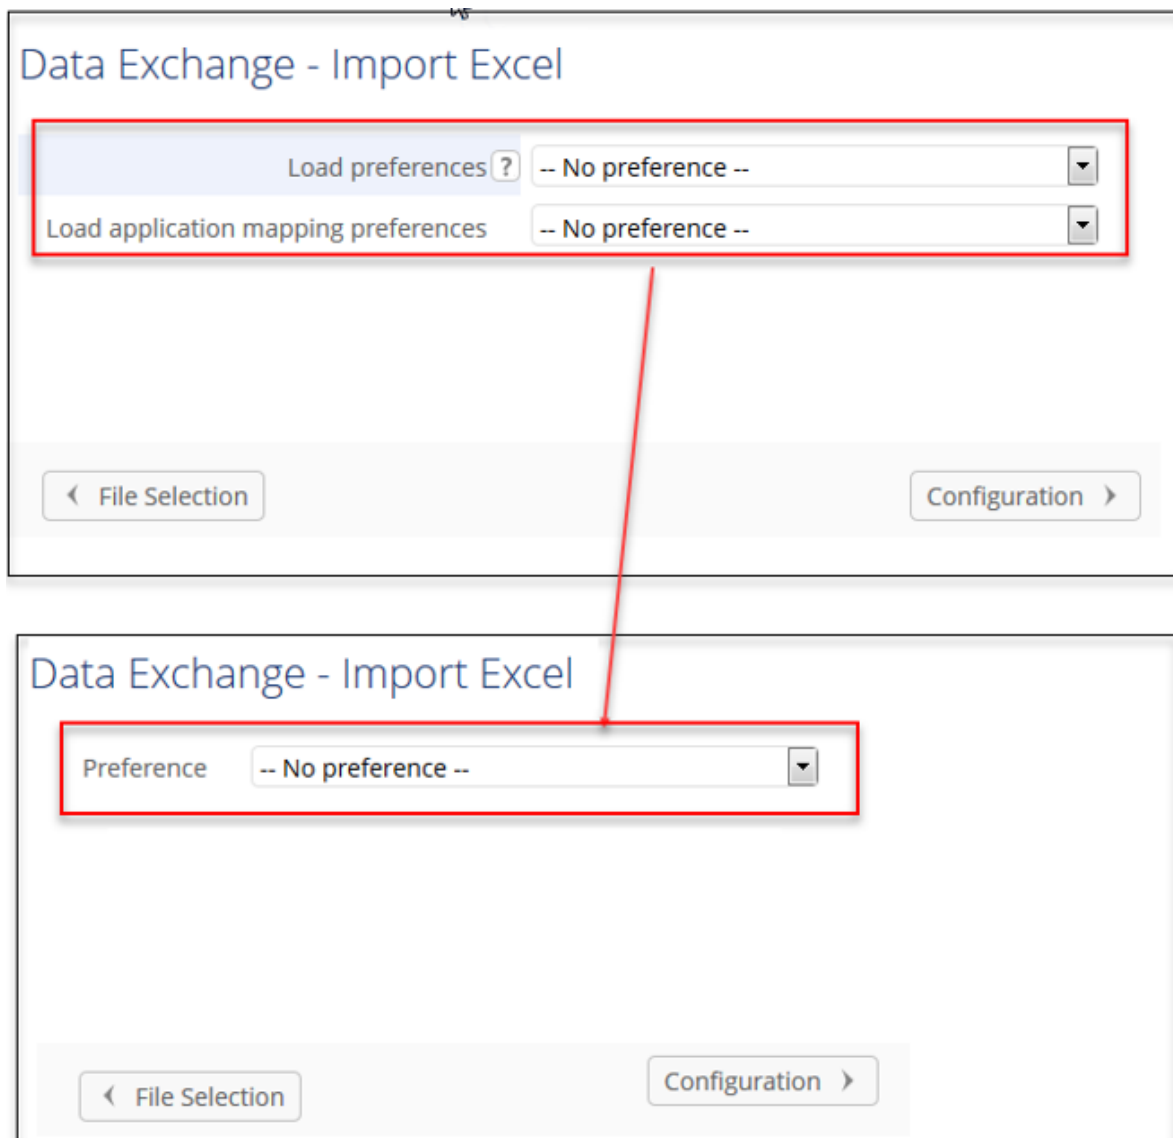 Data Exchange - Import Excel
Load preferences ? -- No preference --
Load application mapping preferences -- No preference --
File Selection Configuration
Data Exchange - Import Excel
Preference -- No preference --
Configuration
File Selection